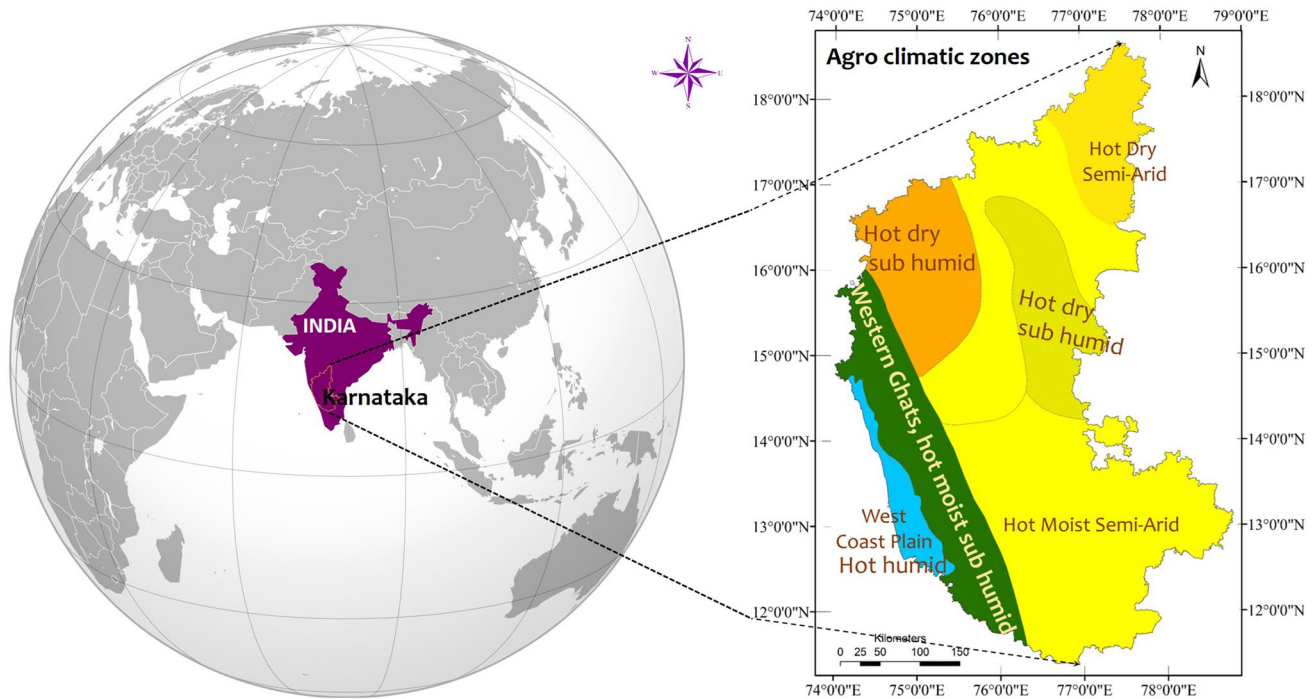 N
W
E
S
INDIA
Karnataka
74°0'0"E
75°0'0"E
76°0'0"E
77°0'0"E
78°0'0"E
79°0'0"E
Agro climatic zones
N
18°0'0"N
18°0'0"N
17°0'0"N
17°0'0"N
16°0'0"N
16°0'0"N
15°0'0"N
15°0'0"N
14°0'0"N
14°0'0"N
13°0'0"N
13°0'0"N
12°0'0"N
12°0'0"N
Hot Dry
Semi-Arid
Hot dry
sub humid
Hot dry
sub humid
Western Ghats, hot moist sub humid
West
Coast Plain
Hot humid
Hot Moist Semi-Arid
Kilometers
0 25 50 100 150
74°0'0"E
75°0'0"E
76°0'0"E
77°0'0"E
78°0'0"E